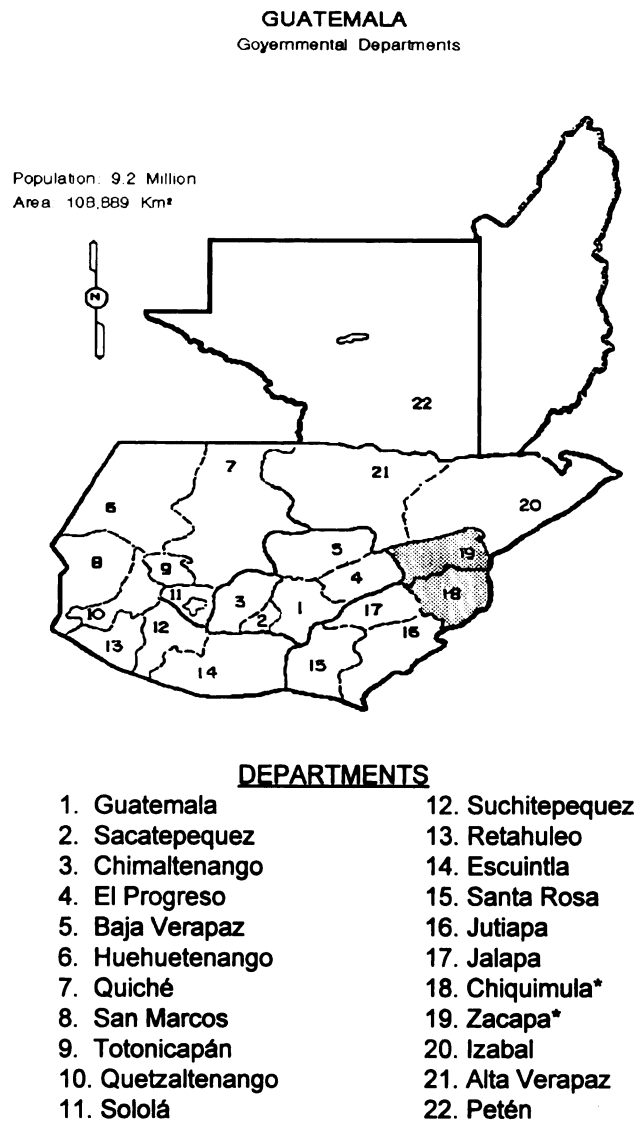 GUATEMALA
Goyernmental Departments
Population: 9.2 Million
Area 108,889 Km²
N
22
7
21
6
20
5
19
8
9
4
18
11
3
1
17
10
2
12
16
13
15
14
DEPARTMENTS
1. Guatemala
2. Sacatepequez
3. Chimaltenango
4. El Progreso
5. Baja Verapaz
6. Huehuetenango
7. Quiché
8. San Marcos
9. Totonicapán
10. Quetzaltenango
11. Sololá
12. Suchitepequez
13. Retahuleo
14. Escuintla
15. Santa Rosa
16. Jutiapa
17. Jalapa
18. Chiquimula*
19. Zacapa*
20. Izabal
21. Alta Verapaz
22. Petén